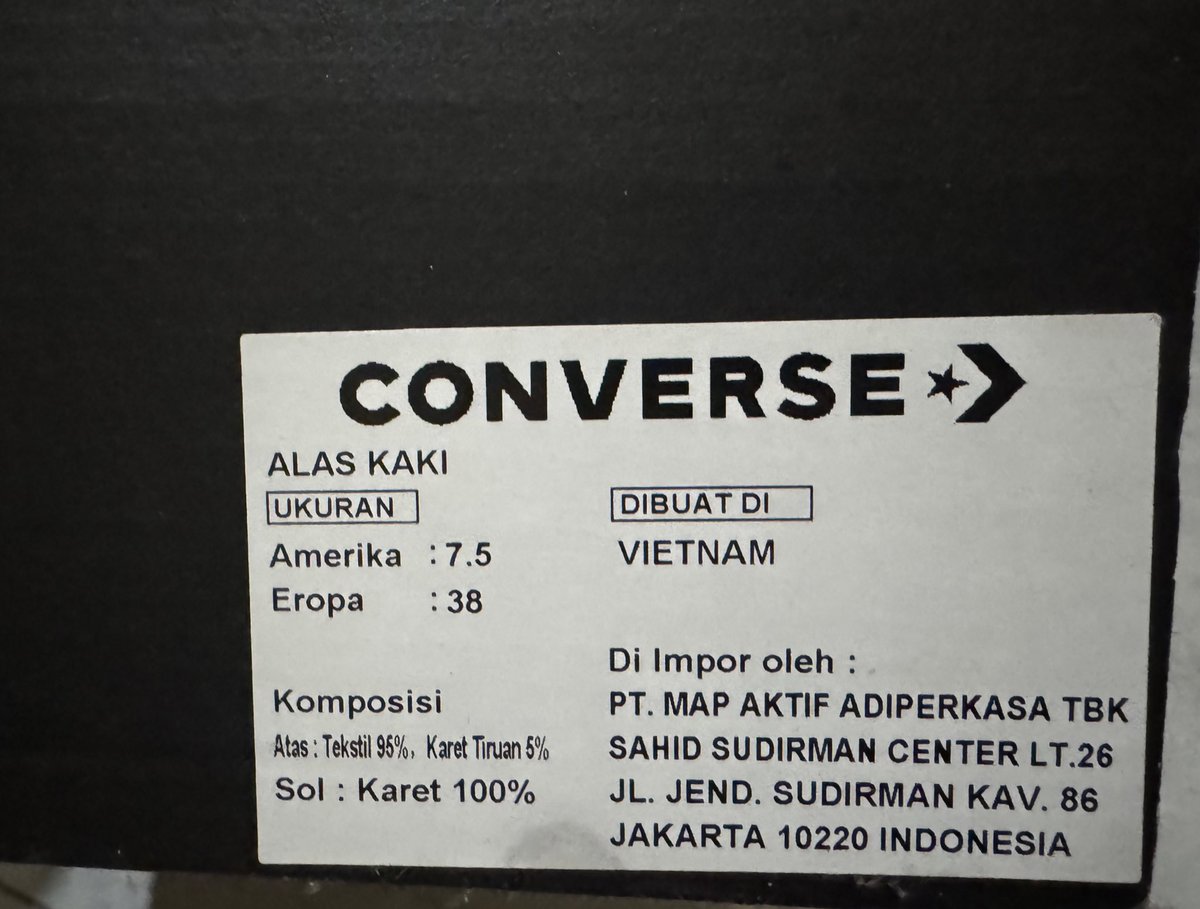 CONVERSE
ALAS KAKI
UKURAN
Amerika : 7.5
Eropa : 38
Komposisi
Atas : Tekstil 95%, Karet Tiruan 5%
Sol : Karet 100%
DIBUAT DI
VIETNAM
Di Impor oleh :
PT. MAP AKTIF ADIPERKASA TBK
SAHID SUDIRMAN CENTER LT.26
JL. JEND. SUDIRMAN KAV. 86
JAKARTA 10220 INDONESIA